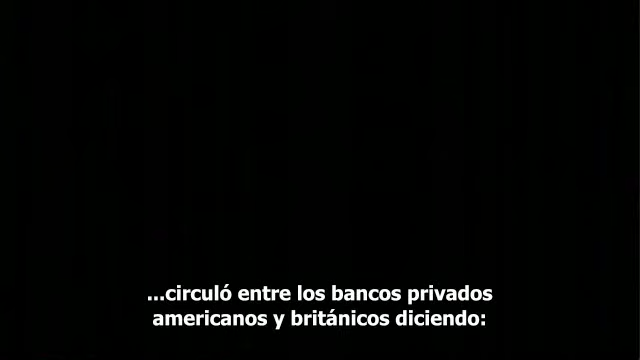 ...circuló entre los bancos privados
americanos y británicos diciendo: